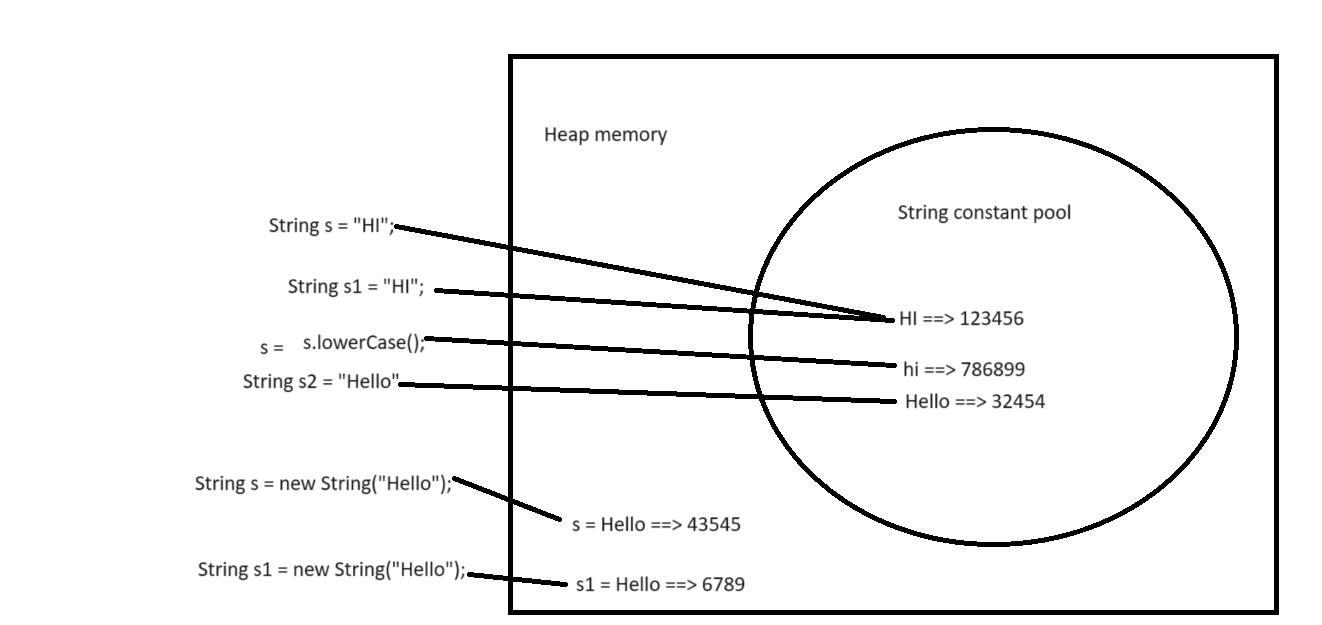 Heap memory
String constant pool
String s = "HI";
String s1 = "HI";
HI ==> 123456
s = s.lowerCase();
hi ==> 786899
String s2 = "Hello"
Hello ==> 32454
String s = new String("Hello");
s = Hello ==> 43545
String s1 = new String("Hello");
s1 = Hello ==> 6789